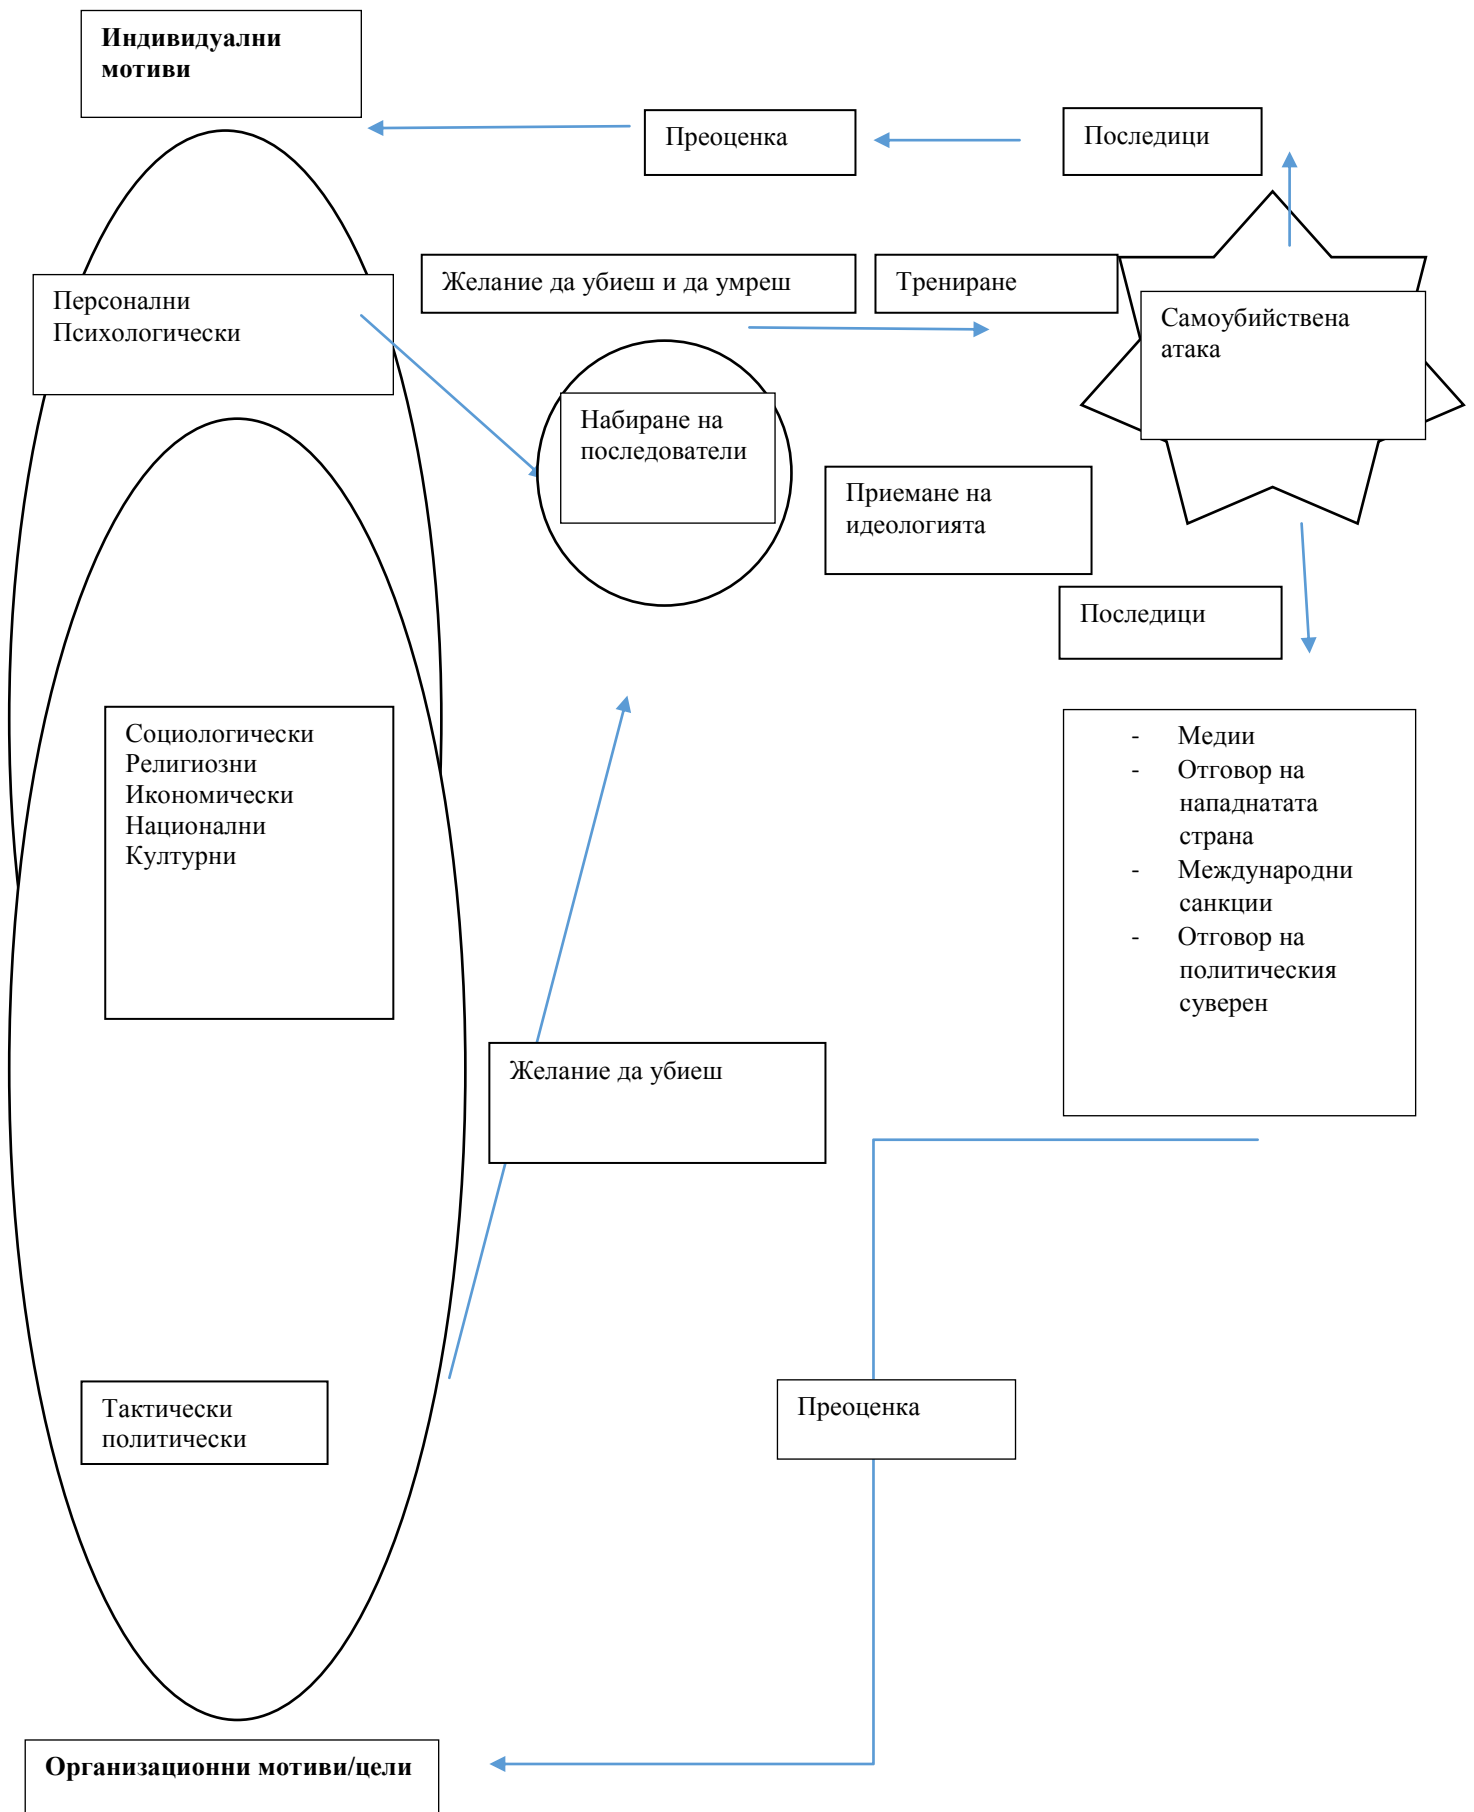 Индивидуални
мотиви
Преоценка
Последици
Персонални
Психологически
Желание да убиеш и да умреш
Трениране
Самоубийствена
атака
Набиране на
последователи
Приемане на
идеологията
Последици
Социологически
Религиозни
Икономически
Национални
Културни
- Медии
- Отговор на
нападнатата
страна
- Международни
санкции
- Отговор на
политическия
суверен
Желание да убиеш
Тактически
политически
Преоценка
Организационни мотиви/цели